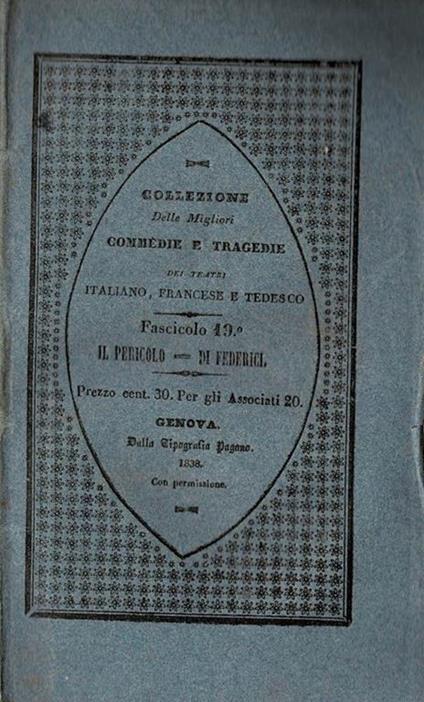 COLLEZIONE
Delle Migliori
COMMEDIE E TRAGEDIE
DEI TEATRI
ITALIANO, FRANCESE E TEDESCO
Fascicolo 19.º
IL PERICOLO = DI FEDERICI.
Prezzo cent. 30. Per gli Associati 20.
GENOVA.
Dalla Tipografia Pagano.
1838.
Con permissione.